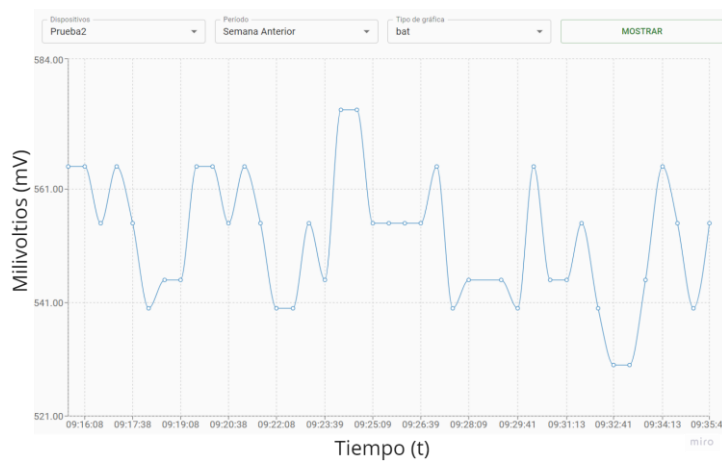 Dispositivos Periodo Tipo de gráfica
Prueba2 Semana Anterior bat MOSTRAR
584.00
561.00
541.00
521.00
Milivoltios (mV)
09:16:08 09:17:38 09:19:08 09:20:38 09:22:08 09:23:39 09:25:09 09:26:39 09:28:09 09:29:41 09:31:13 09:32:41 09:34:13 09:35:4
Tiempo (t)
miro